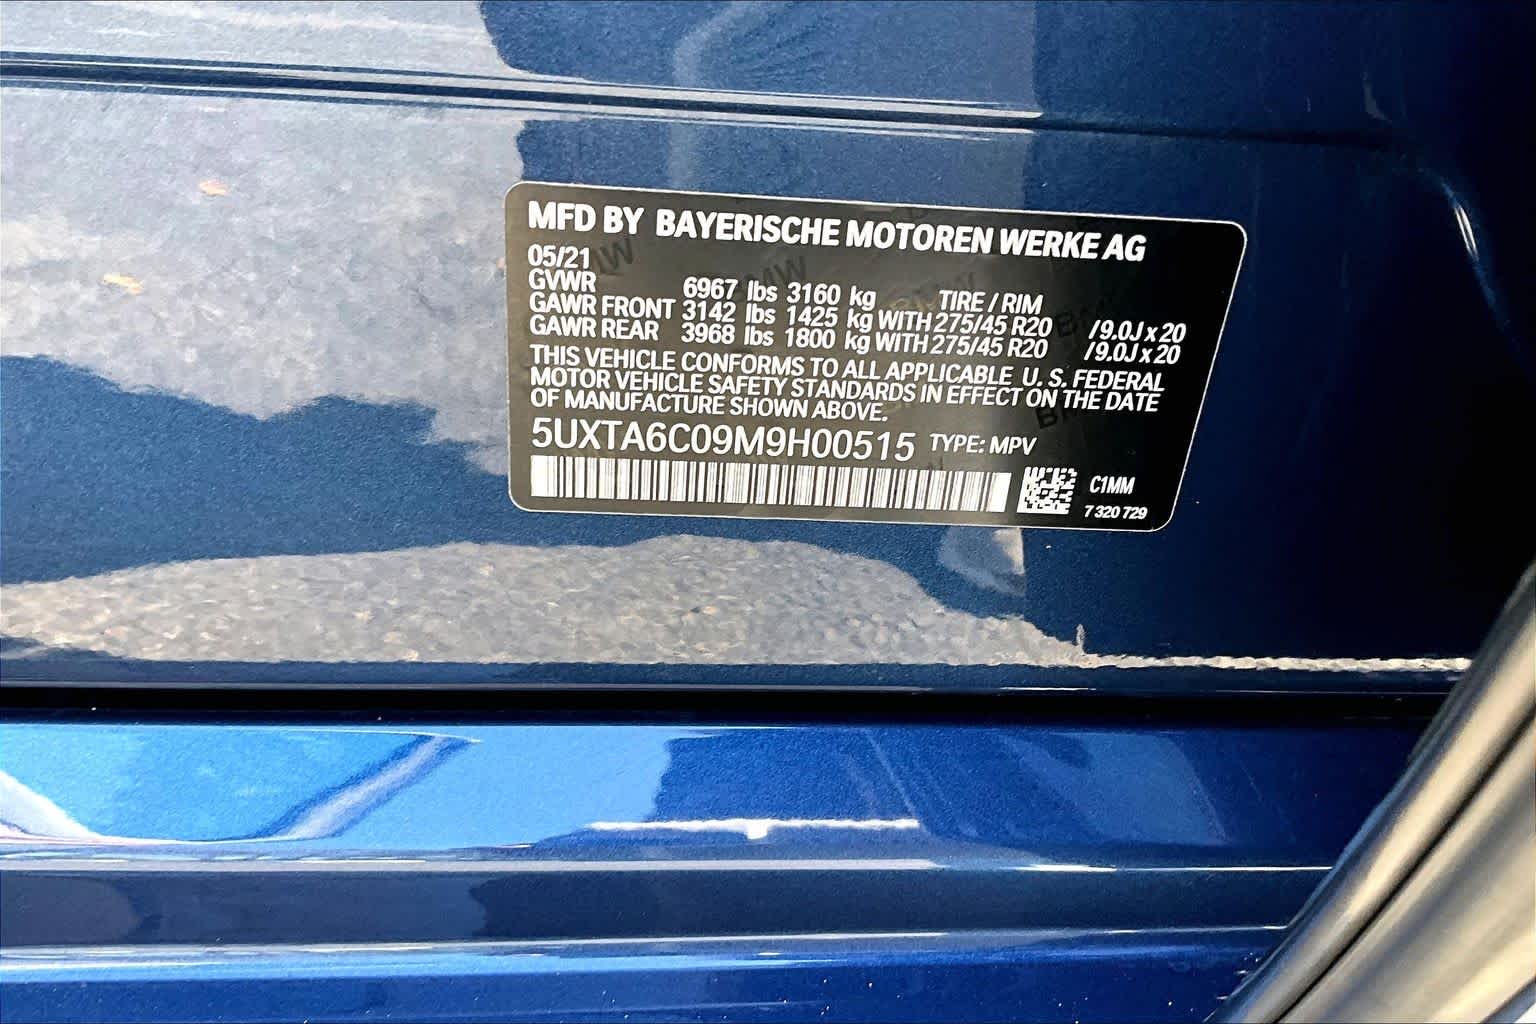 MFD BY BAYERISCHE MOTOREN WERKE AG
05/21
GVWR 6967 lbs 3160 kg TIRE / RIM
GAWR FRONT 3142 lbs 1425 kg WITH 275/45 R20 /9.0J x 20
GAWR REAR 3968 lbs 1800 kg WITH 275/45 R20 /9.0J x 20
THIS VEHICLE CONFORMS TO ALL APPLICABLE U. S. FEDERAL
MOTOR VEHICLE SAFETY STANDARDS IN EFFECT ON THE DATE
OF MANUFACTURE SHOWN ABOVE.
5UXTA6C09M9H00515 TYPE: MPV
C1MM
7 320 729